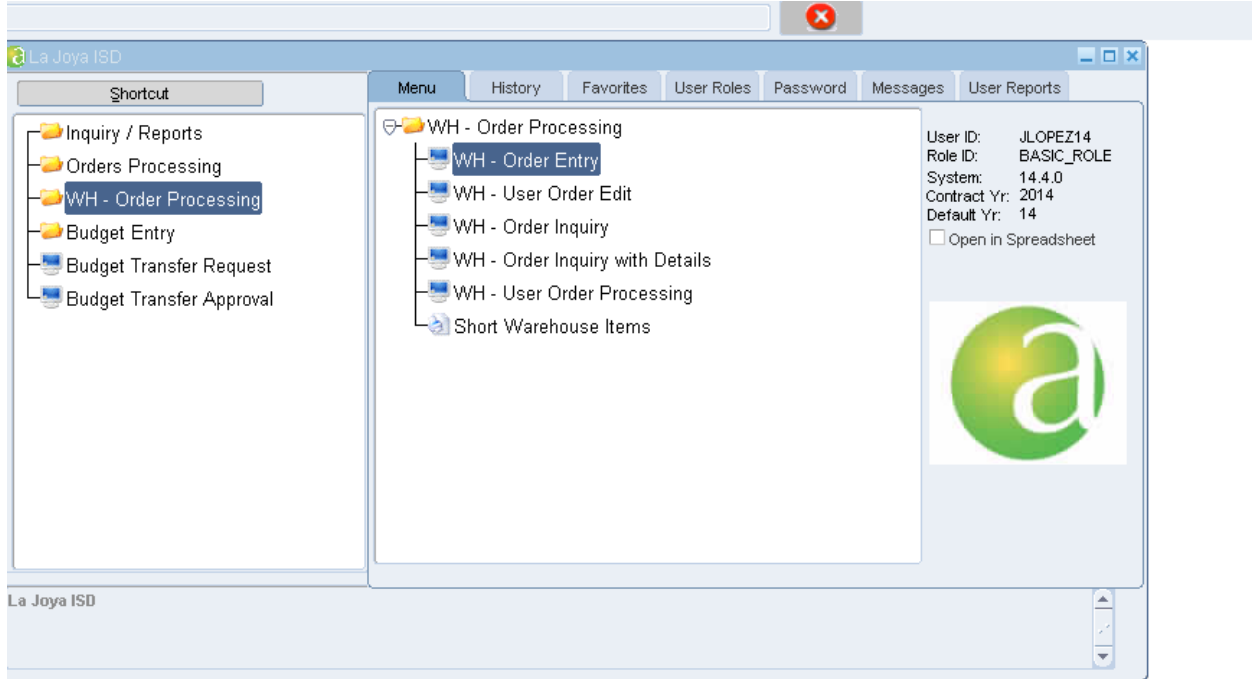 La Joya ISD
Shortcut
Inquiry / Reports
Orders Processing
WH - Order Processing
Budget Entry
Budget Transfer Request
Budget Transfer Approval
Menu History Favorites User Roles Password Messages User Reports
WH - Order Processing
WH - Order Entry
WH - User Order Edit
WH - Order Inquiry
WH - Order Inquiry with Details
WH - User Order Processing
Short Warehouse Items
User ID: JLOPEZ14
Role ID: BASIC_ROLE
System: 14.4.0
Contract Yr: 2014
Default Yr: 14
Open in Spreadsheet
a
La Joya ISD